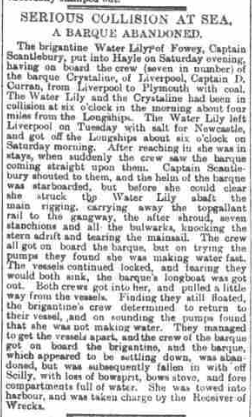 SERIOUS COLLISION AT SEA,
A BARQUE ABANDONED.
The brigantine Water Lily of Fowey, Captain
Scantlebury, put into Hayle on Saturday evening,
having on board the crew (seven in number) of
the barque Crystaline, of Liverpool, Captain D.
Curran, from Liverpool to Plymouth with coal.
The Water Lily and the Crystaline had been in
collision at six o'clock in the morning about four
miles from the Longships. The Water Lily left
Liverpool on Tuesday with salt for Newcastle,
and got off the Longships about six o'clock on
Saturday morning. After reaching if she was in
stays, when suddenly the crew saw the barque
coming straight upon them. Captain Scantle-
bury shouted to them, and the helm of the barque
was starboarded, but before she could clear
she struck the Water Lily abaft the
main rigging, carrying away the topgallant
rail to the gangway, the after shroud, seven
stanchions and all the bulwarks, knocking the
stern adrift and tearing the mainsail. The crew
all got on board the barque, but on trying the
pumps they found she was making water fast.
The vessels continued locked, and fearing they
would both sink, the barque's longboat was got
out. Both crews got into her, and pulled a little
way from the vessels. Finding they still floated,
the brigantine's crew determined to return to
their vessel, and on sounding the pumps found
that she was not making water. They managed
to get the vessels apart, and the crew of the barque
got on board the brigantine, and the barque,
which appeared to be settling down, was aban-
doned, but was subsequently fallen in with off
Scilly, with loss of bowsprit, bows stove, and fore
compartments full of water. She was towed into
harbour, and was taken charge by the Receiver of
Wrecks.